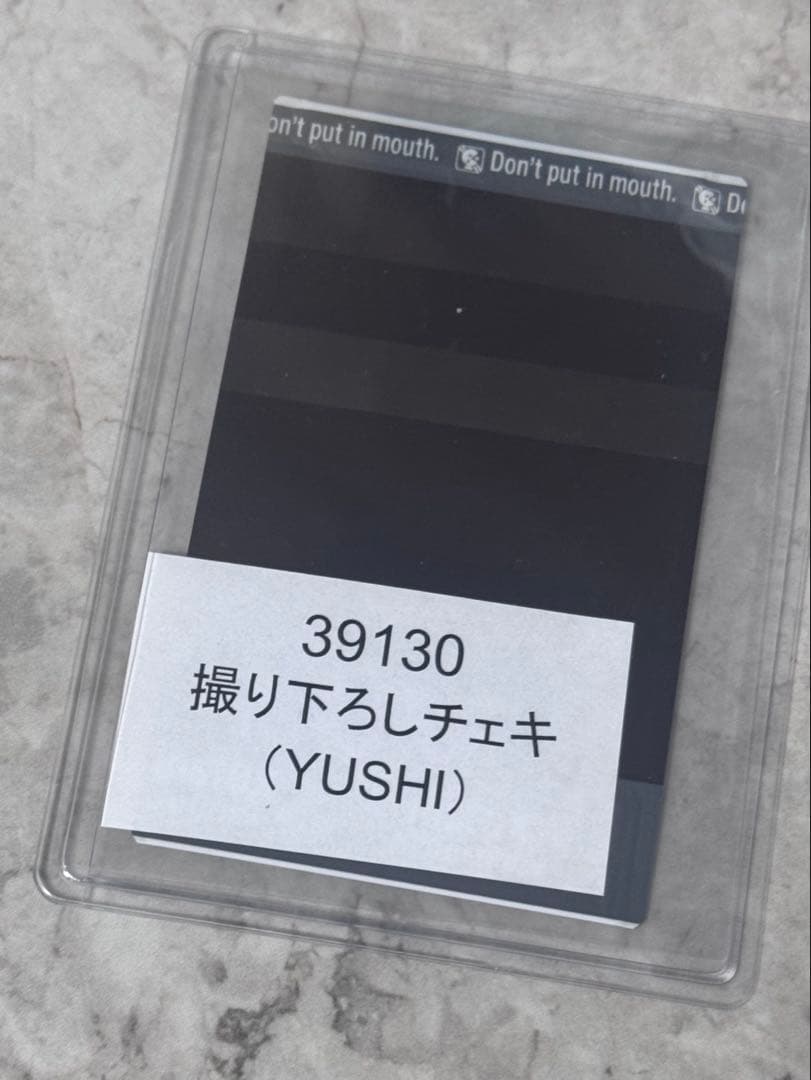 on't put in mouth. Don't put in mouth. D
39130
撮り下ろしチェキ
（YUSHI）